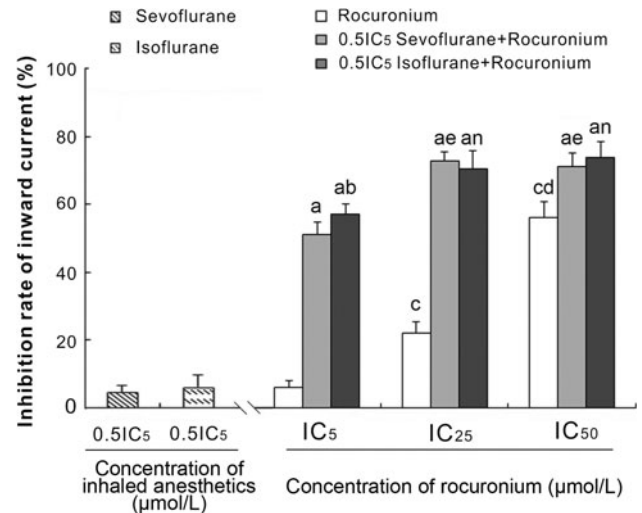 Sevoflurane
Isoflurane
Rocuronium
0.5IC5 Sevoflurane+Rocuronium
0.5IC5 Isoflurane+Rocuronium
Inhibition rate of inward current (%)
100
80
60
40
20
0
a
ab
c
ae
an
cd
ae
an
0.5IC5
0.5IC5
IC5
IC25
IC50
Concentration of
inhaled anesthetics
(μmol/L)
Concentration of rocuronium (μmol/L)